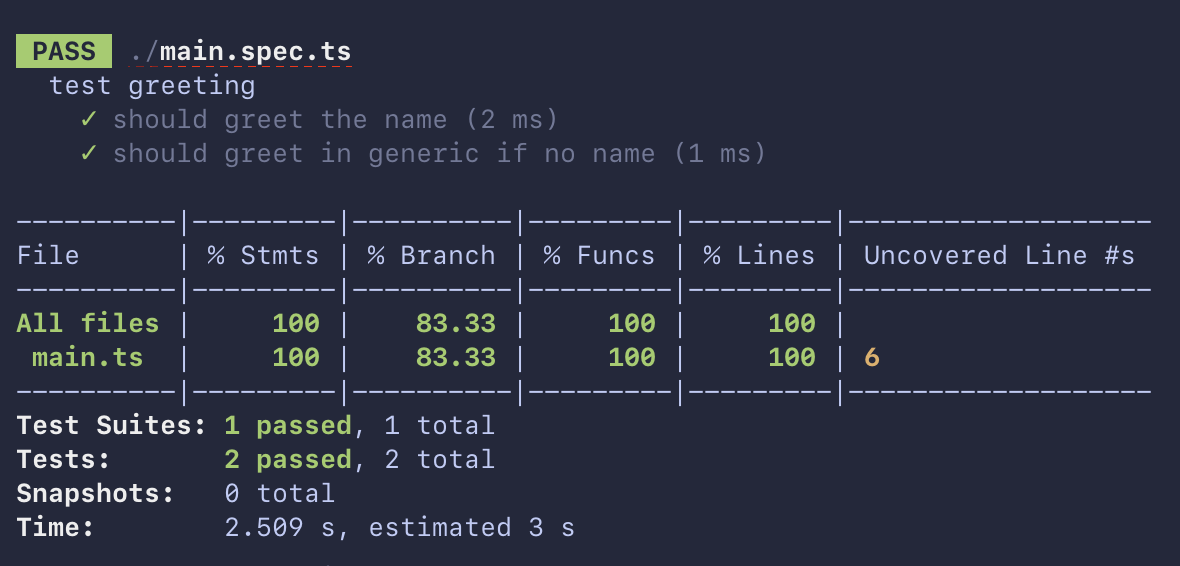 PASS ./main.spec.ts
test greeting
✓ should greet the name (2 ms)
✓ should greet in generic if no name (1 ms)
----------|---------|----------|---------|---------|-------------------
File      | % Stmts | % Branch | % Funcs | % Lines | Uncovered Line #s
----------|---------|----------|---------|---------|-------------------
All files |     100 |    83.33 |     100 |     100 |
 main.ts  |     100 |    83.33 |     100 |     100 | 6
----------|---------|----------|---------|---------|-------------------
Test Suites: 1 passed, 1 total
Tests:       2 passed, 2 total
Snapshots:   0 total
Time:        2.509 s, estimated 3 s